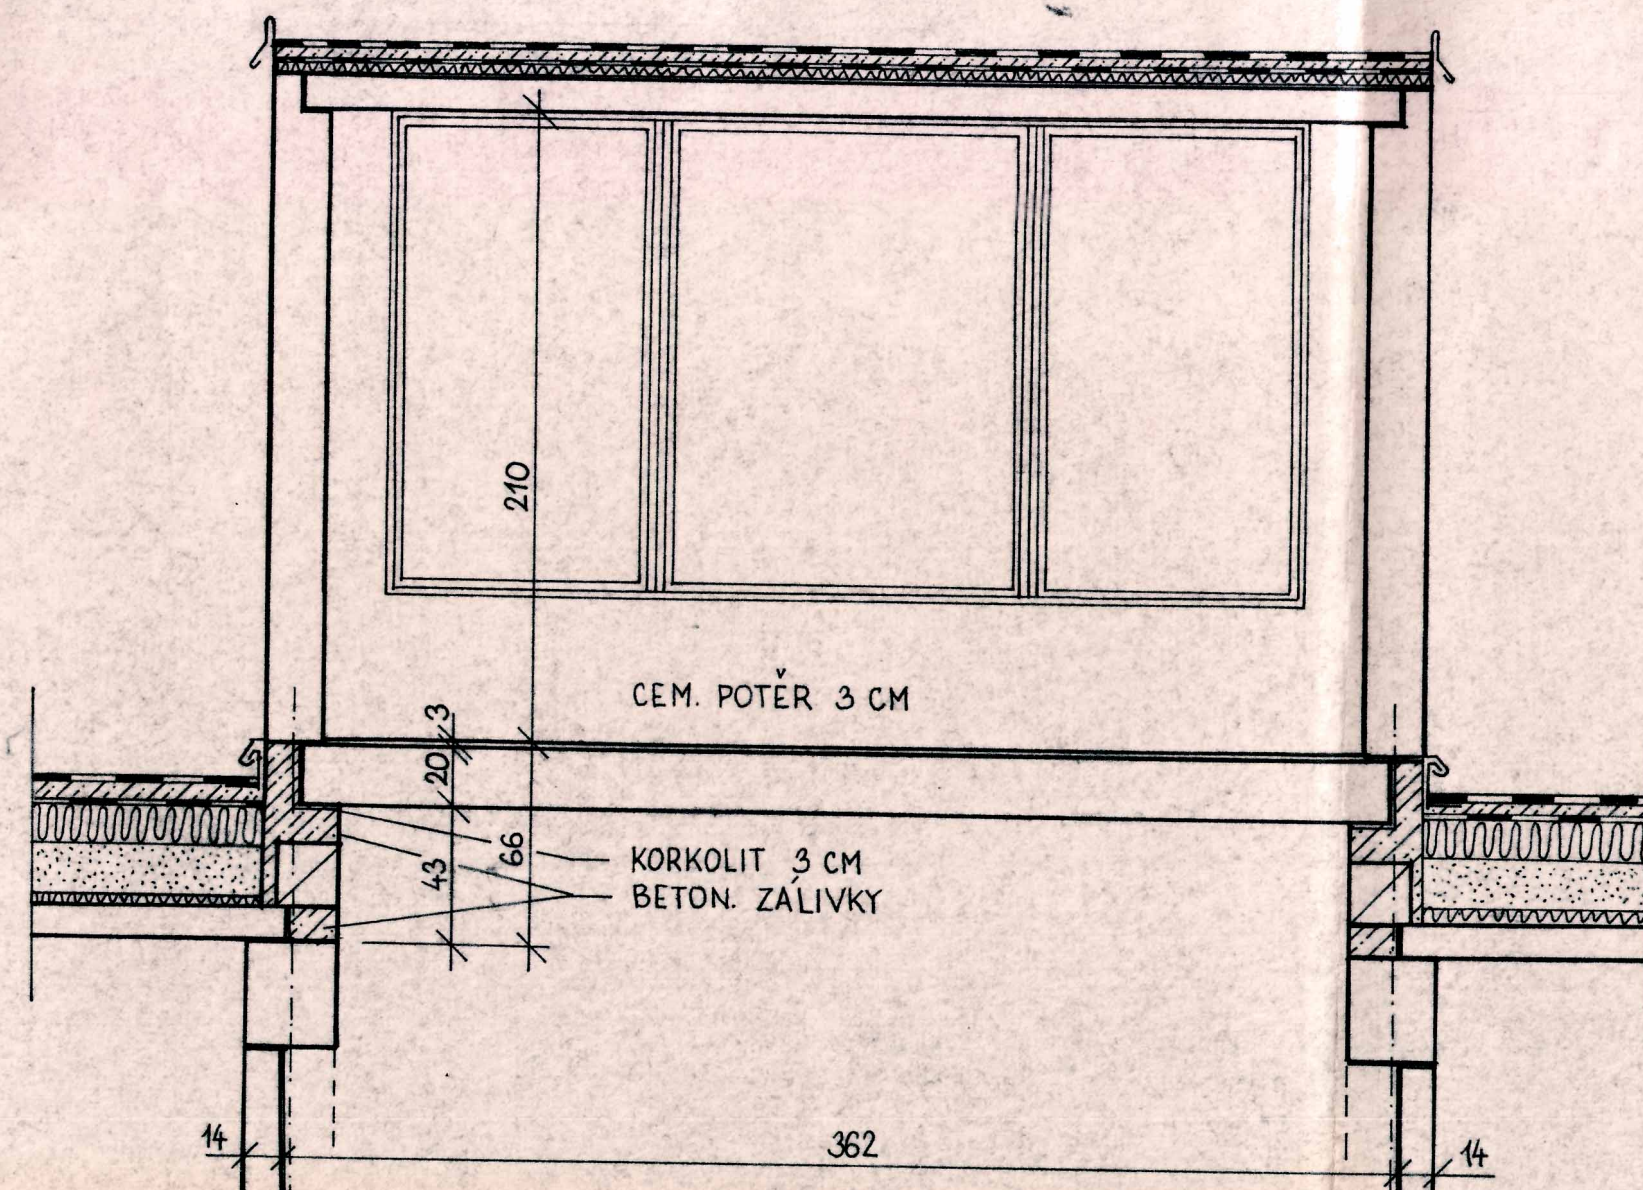 210
CEM. POTĚR 3 CM
3
20
66
43
KORKOLIT 3 CM
BETON. ZÁLIVKY
14
362
14